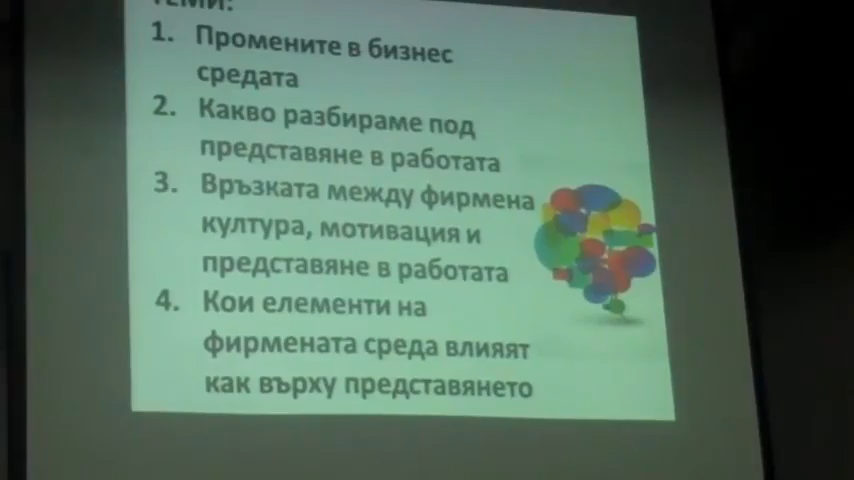 ТЕМИ:
1. Промените в бизнес
средата
2. Какво разбираме под
представяне в работата
3. Връзката между фирмена
култура, мотивация и
представяне в работата
4. Кои елементи на
фирмената среда влияят
как върху представянето